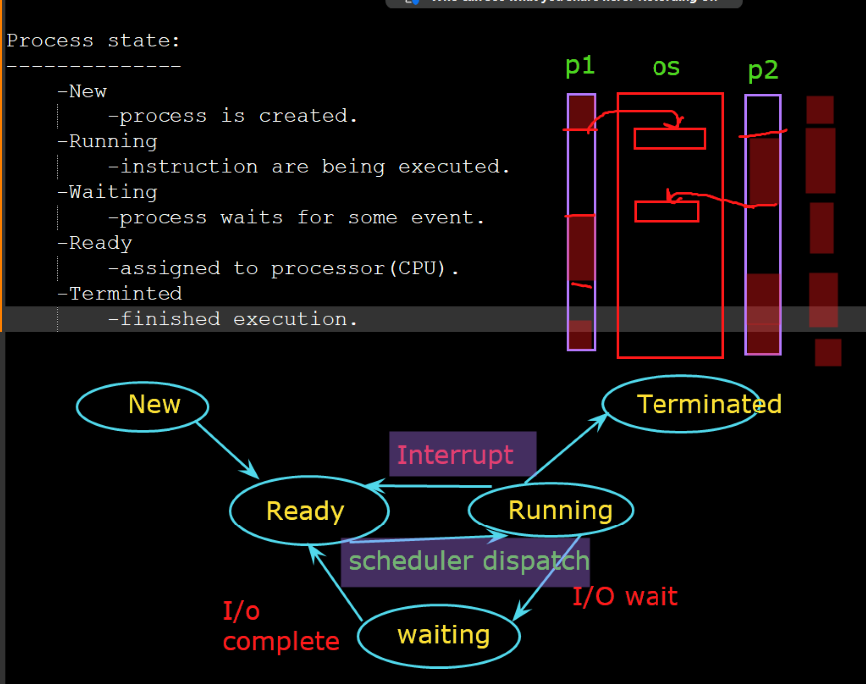 Process state:
--------------
-New
-process is created.
-Running
-instruction are being executed.
-Waiting
-process waits for some event.
-Ready
-assigned to processor(CPU).
-Terminted
-finished execution.
p1
os
p2
New
Terminated
Interrupt
Ready
Running
scheduler dispatch
I/O wait
I/o
complete
waiting